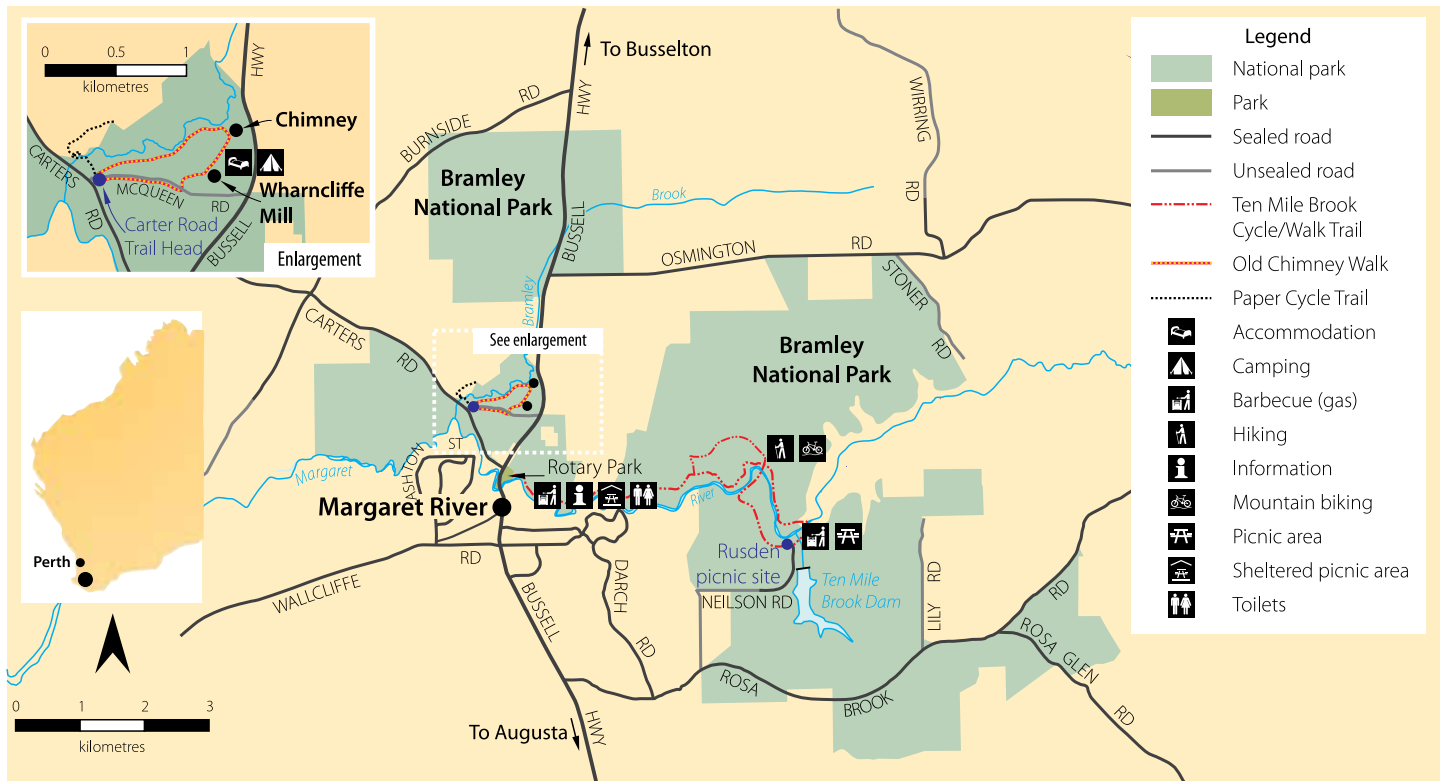 0 0.5 1
kilometres
HWY
Chimney
CARTERS
RD
MCQUEEN
RD
Wharncliffe
Mill
Carter Road
Trail Head
BUSSELL
Enlargement
To Busselton
HWY
RD
BURNSIDE
Bramley
National Park
Brook
BUSSELL
WIRRING
RD
OSMINGTON RD
STONER
RD
Bramley
CARTERS
RD
See enlargement
Bramley
National Park
ST
ASHTON
Margaret
Rotary Park
River
Margaret River
RD
WALLCLIFFE
DARCH
RD
BUSSELL
HWY
Rusden
picnic site
NEILSON RD
Ten Mile
Brook Dam
LILY RD
ROSA
BROOK
RD
ROSA GLEN
RD
To Augusta
Perth
0 1 2 3
kilometres
Legend
National park
Park
Sealed road
Unsealed road
Ten Mile Brook
Cycle/Walk Trail
Old Chimney Walk
Paper Cycle Trail
Accommodation
Camping
Barbecue (gas)
Hiking
Information
Mountain biking
Picnic area
Sheltered picnic area
Toilets